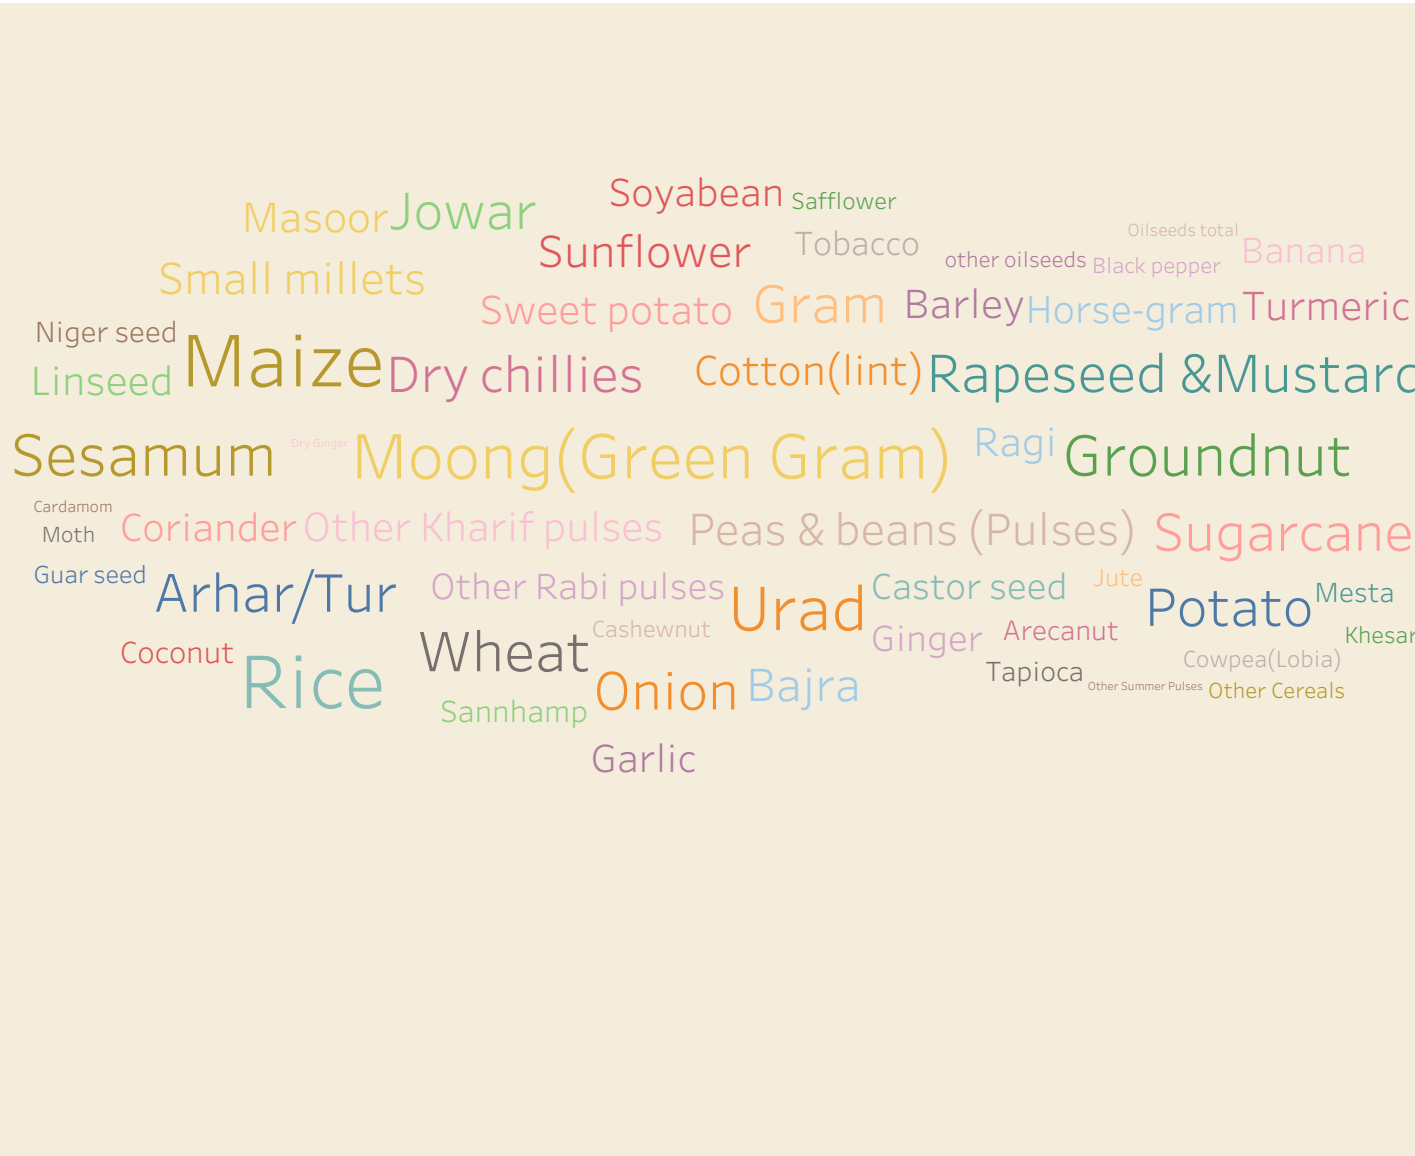 Soyabean
Safflower
Masoor
Jowar
Oilseeds total
Sunflower
Tobacco
other oilseeds
Black pepper
Banana
Small millets
Sweet potato
Gram
Barley
Horse-gram
Turmeric
Niger seed
Maize
Linseed
Dry chillies
Cotton(lint)
Rapeseed &Mustard
Sesamum
Dry Ginger
Moong(Green Gram)
Ragi
Groundnut
Cardamom
Moth
Coriander
Other Kharif pulses
Peas & beans (Pulses)
Sugarcane
Guar seed
Arhar/Tur
Other Rabi pulses
Urad
Castor seed
Jute
Potato
Mesta
Coconut
Rice
Wheat
Cashewnut
Ginger
Arecanut
Khesar
Cowpea(Lobia)
Sannhamp
Onion
Bajra
Tapioca
Other Summer Pulses
Other Cereals
Garlic